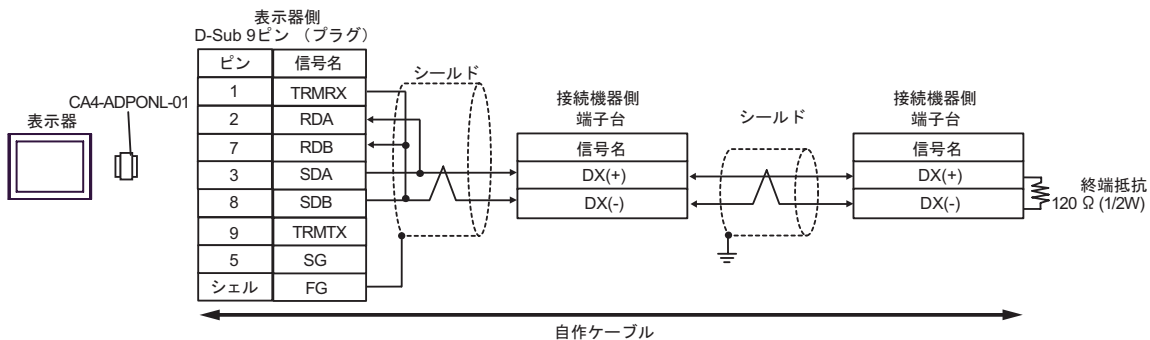 表示器側
D-Sub 9ピン （プラグ）
ピン 信号名
1 TRMRX
2 RDA
7 RDB
3 SDA
8 SDB
9 TRMTX
5 SG
シェル FG
CA4-ADPONL-01
表示器
シールド
接続機器側
端子台
信号名
DX(+)
DX(-)
シールド
接続機器側
端子台
信号名
DX(+)
DX(-)
終端抵抗
120 Ω (1/2W)
自作ケーブル